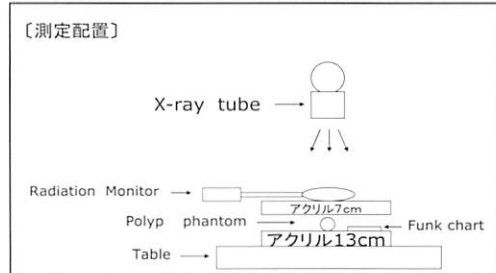 〔測定配置〕
X-ray tube
Radiation Monitor
アクリル7cm
Polyp phantom
Funk chart
アクリル13cm
Table